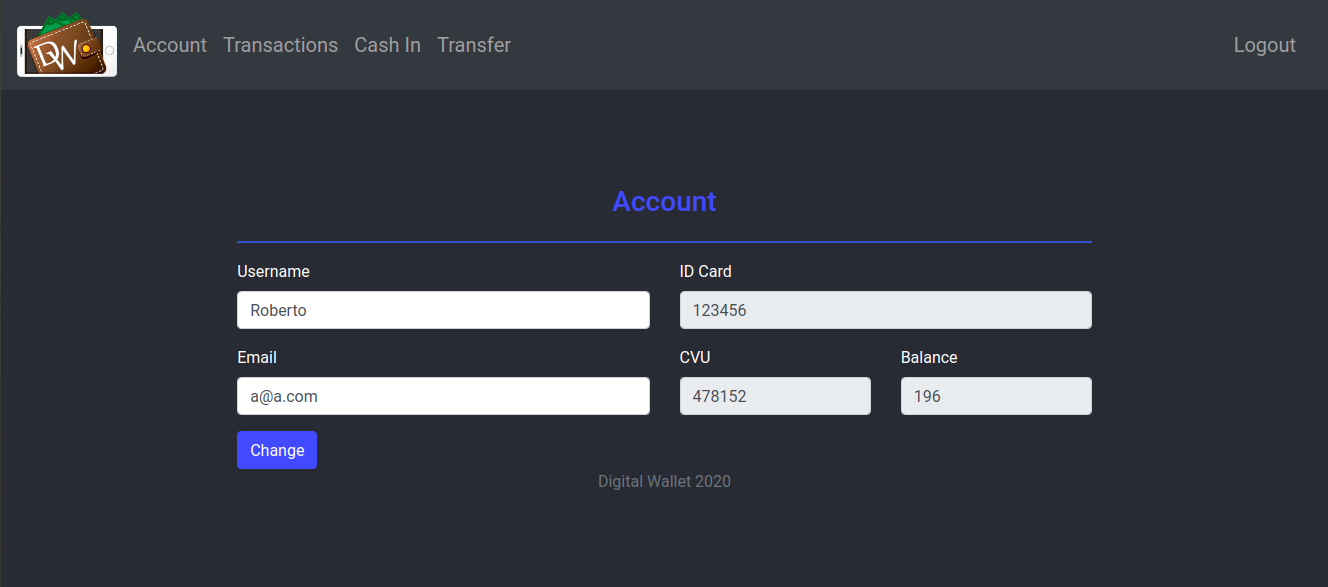 DW Account Transactions Cash In Transfer Logout
Account
Username ID Card
Roberto 123456
Email CVU Balance
a@a.com 478152 196
Change
Digital Wallet 2020